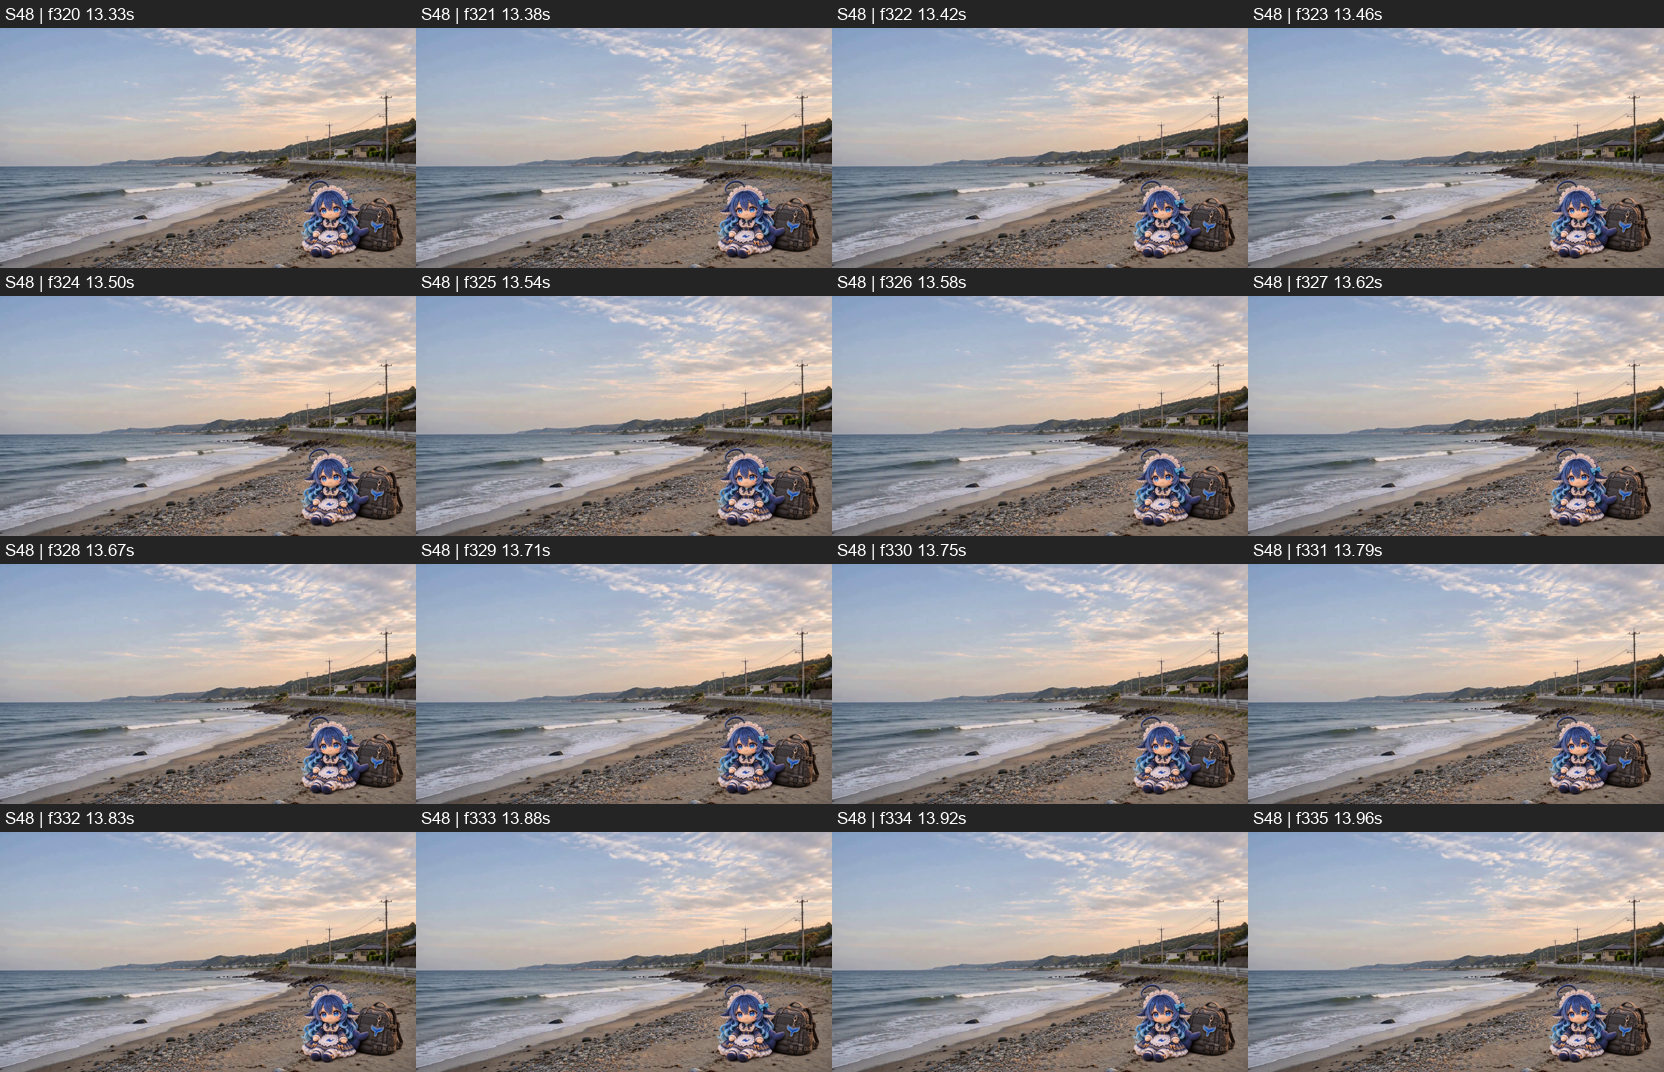 S48 | f320 13.33s
S48 | f321 13.38s
S48 | f322 13.42s
S48 | f323 13.46s
S48 | f324 13.50s
S48 | f325 13.54s
S48 | f326 13.58s
S48 | f327 13.62s
S48 | f328 13.67s
S48 | f329 13.71s
S48 | f330 13.75s
S48 | f331 13.79s
S48 | f332 13.83s
S48 | f333 13.88s
S48 | f334 13.92s
S48 | f335 13.96s